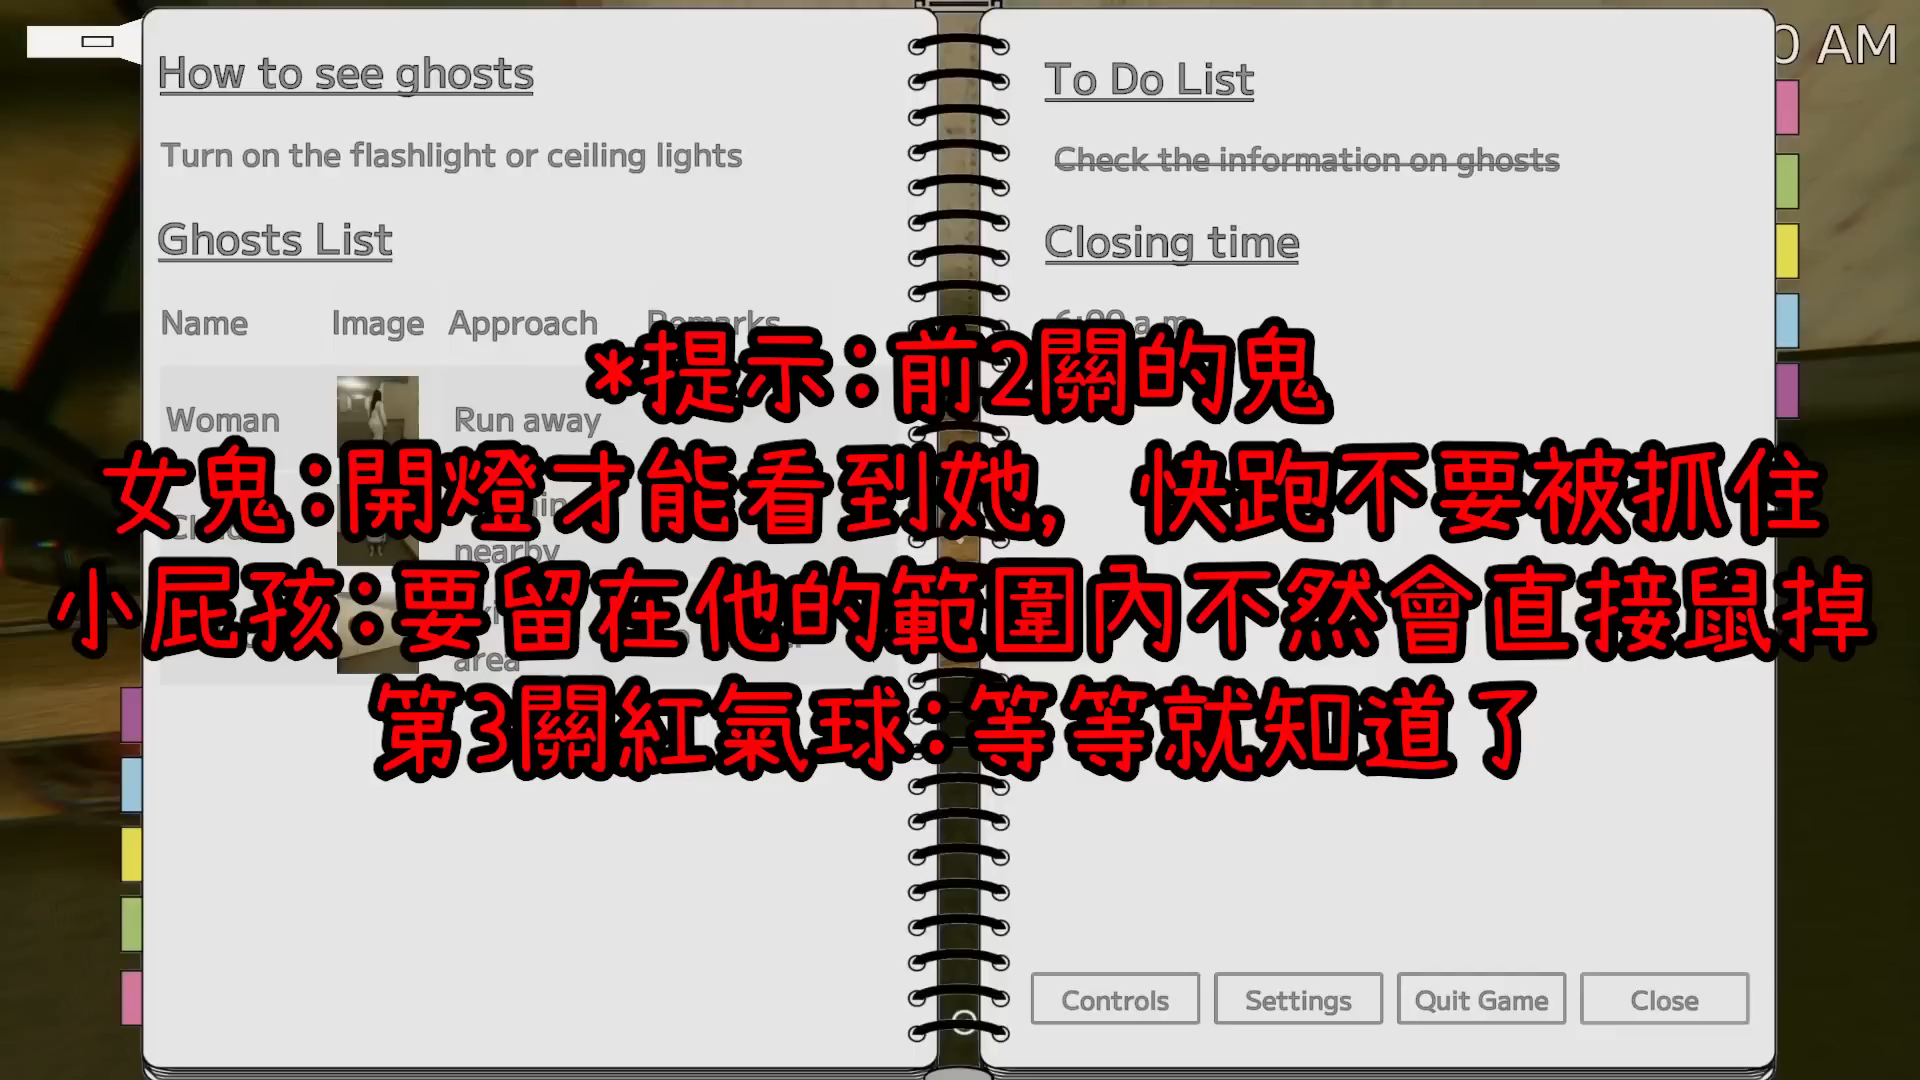 0 AM
How to see ghosts
Turn on the flashlight or ceiling lights
Ghosts List
Name Image Approach Remarks
Woman Run away
nearby
area
To Do List
Check the information on ghosts
Closing time
6:00 a.m.
*提示:前2關的鬼
女鬼:開燈才能看到她, 快跑不要被抓住
小屁孩:要留在他的範圍內不然會直接鼠掉
第3關紅氣球:等等就知道了
Controls Settings Quit Game Close